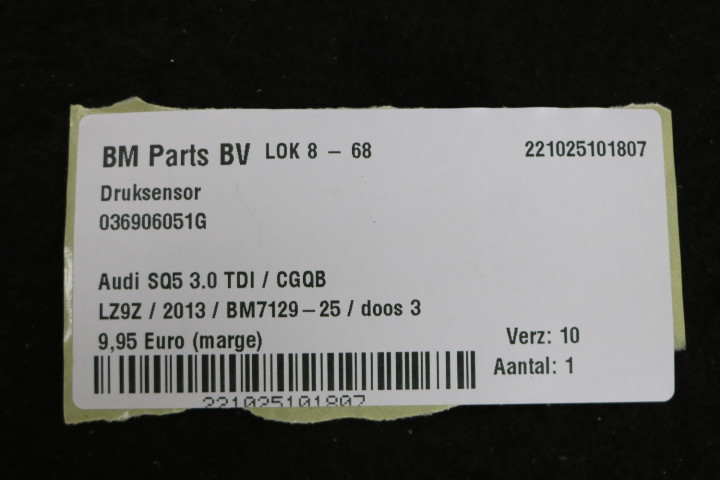 BM Parts BV LOK 8 - 68 221025101807
Druksensor
036906051G
Audi SQ5 3.0 TDI / CGQB
LZ9Z / 2013 / BM7129-25 / doos 3
9,95 Euro (marge) Verz: 10
Aantal: 1
221025101807